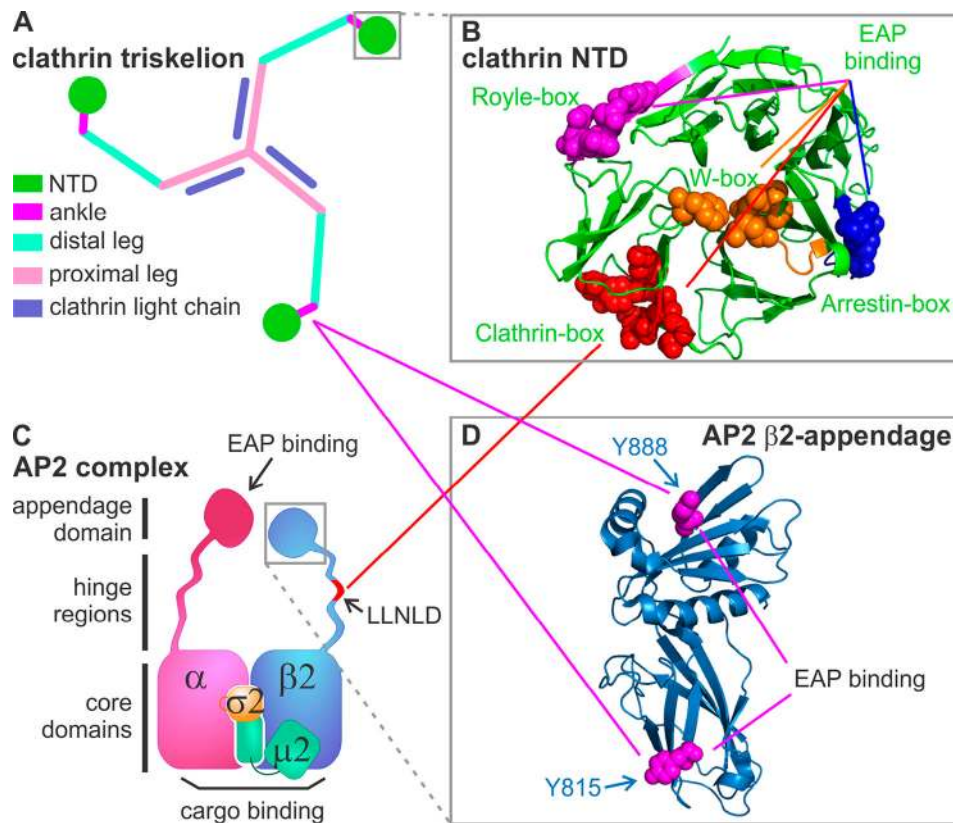 A
clathrin triskelion
NTD
ankle
distal leg
proximal leg
clathrin light chain
B
clathrin NTD
EAP
binding
Royle-box
W-box
Clathrin-box
Arrestin-box
C
AP2 complex
EAP binding
appendage
domain
hinge
regions
LLNLD
core
domains
α
β2
σ2
μ2
cargo binding
D
AP2 β2-appendage
Y888
EAP binding
Y815